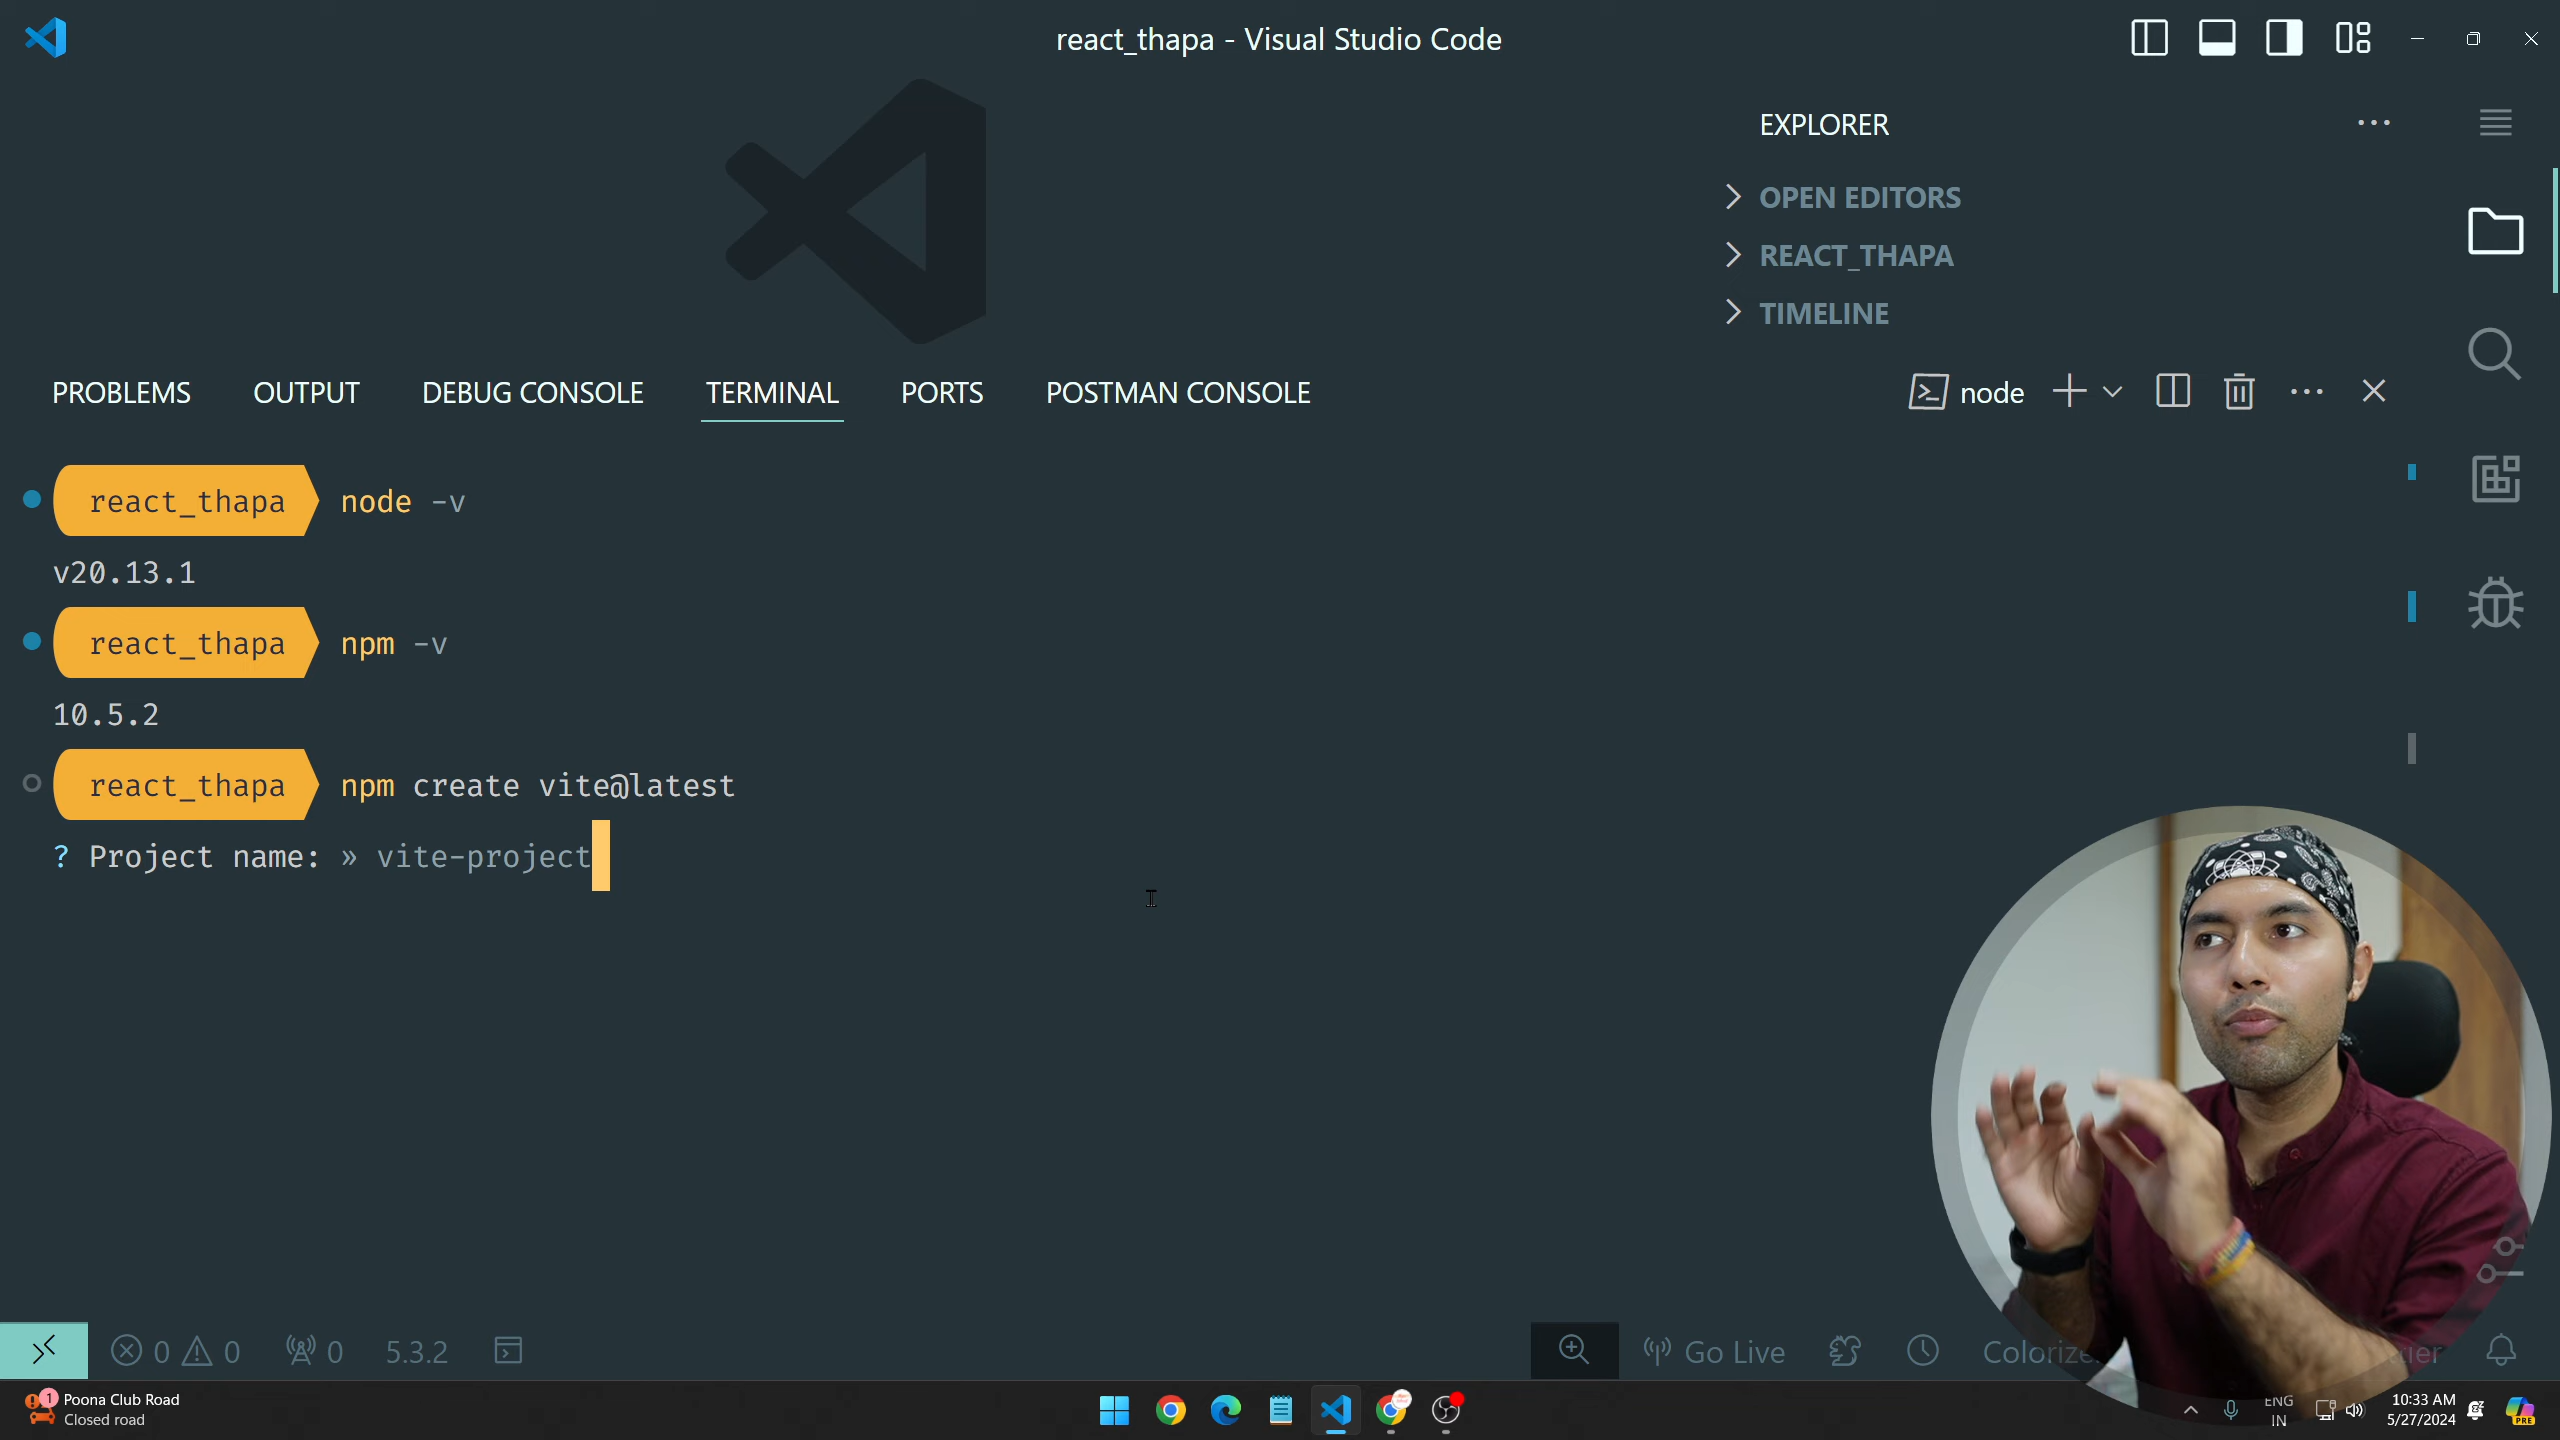 react_thapa - Visual Studio Code
EXPLORER
OPEN EDITORS
REACT_THAPA
TIMELINE
PROBLEMS OUTPUT DEBUG CONSOLE TERMINAL PORTS POSTMAN CONSOLE node
react_thapa node -v
v20.13.1
react_thapa npm -v
10.5.2
react_thapa npm create vite@latest
? Project name: » vite-project
0 0 0 5.3.2 Go Live
1 Poona Club Road
Closed road
ENG
IN
10:33 AM
5/27/2024
PRE